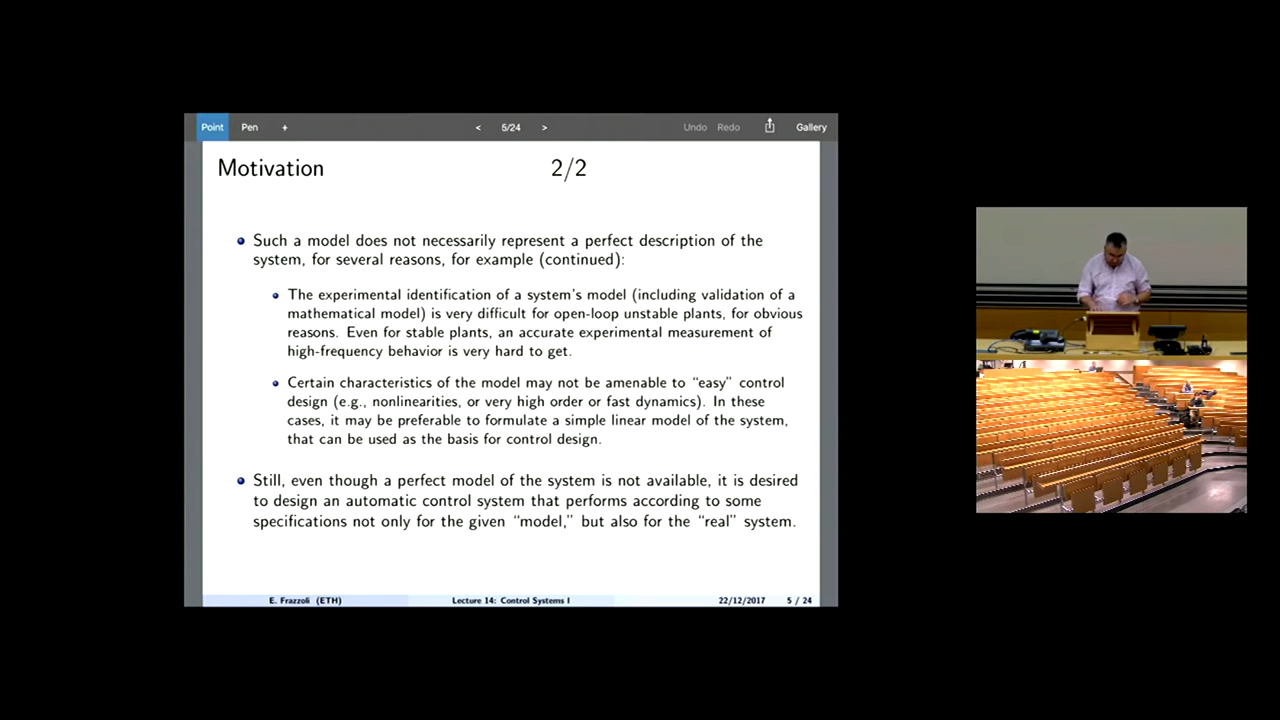 Point Pen + < 5/24 > Undo Redo Gallery
Motivation 2/2
Such a model does not necessarily represent a perfect description of the
system, for several reasons, for example (continued):
The experimental identification of a system's model (including validation of a
mathematical model) is very difficult for open-loop unstable plants, for obvious
reasons. Even for stable plants, an accurate experimental measurement of
high-frequency behavior is very hard to get.
Certain characteristics of the model may not be amenable to “easy” control
design (e.g., nonlinearities, or very high order or fast dynamics). In these
cases, it may be preferable to formulate a simple linear model of the system,
that can be used as the basis for control design.
Still, even though a perfect model of the system is not available, it is desired
to design an automatic control system that performs according to some
specifications not only for the given “model,” but also for the “real” system.
E. Frazzoli (ETH) Lecture 14: Control Systems I 22/12/2017 5 / 24